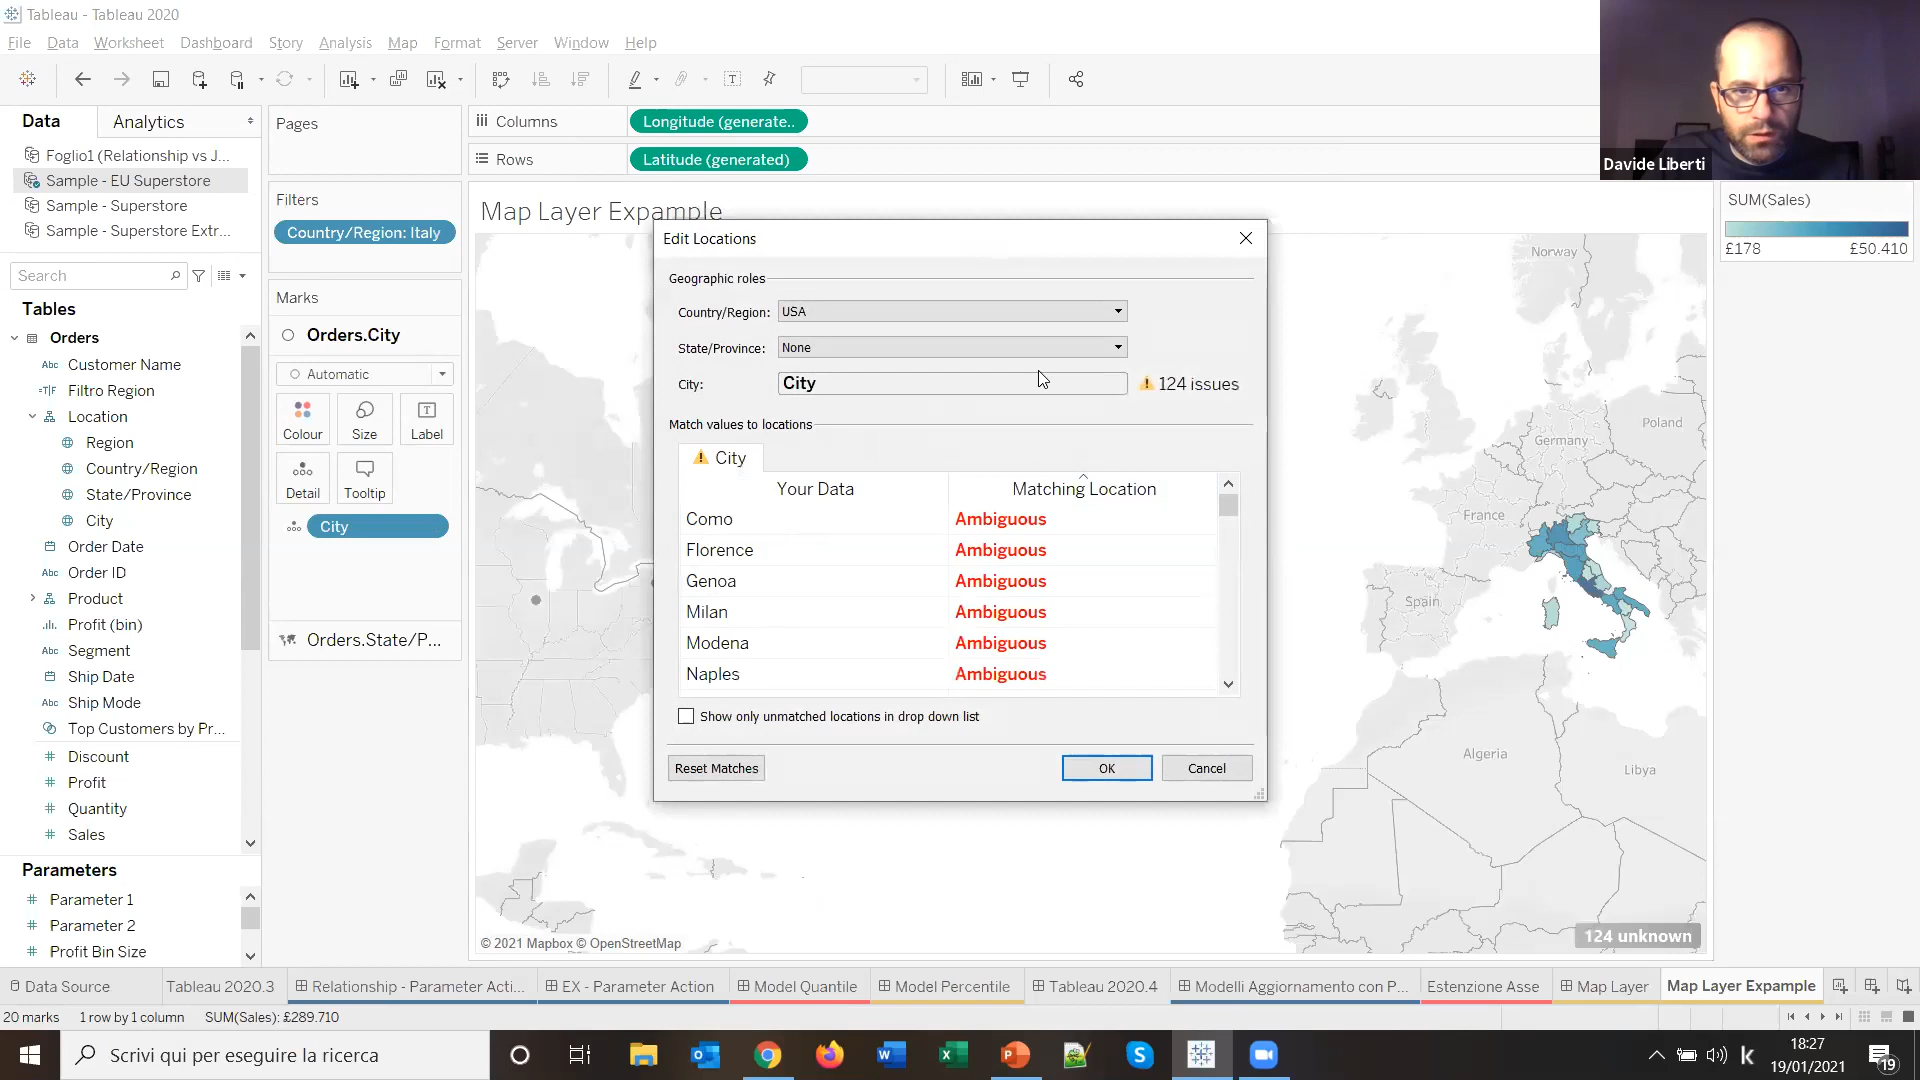 Tableau - Tableau 2020
File Data Worksheet Dashboard Story Analysis Map Format Server Window Help
Data Analytics
Foglio1 (Relationship vs J...
Sample - EU Superstore
Sample - Superstore
Sample - Superstore Extr...
Search
Tables
Orders
Abc Customer Name
=T|F Filtro Region
Location
Region
Country/Region
State/Province
City
Order Date
Abc Order ID
Product
Profit (bin)
Abc Segment
Ship Date
Abc Ship Mode
Top Customers by Pr...
# Discount
# Profit
# Quantity
# Sales
Parameters
# Parameter 1
# Parameter 2
# Profit Bin Size
Pages
Filters
Country/Region: Italy
Marks
Orders.City
Automatic
Colour Size Label
Detail Tooltip
City
Orders.State/P...
Columns Longitude (generate..
Rows Latitude (generated)
Map Layer Expample
Edit Locations
Geographic roles
Country/Region: USA
State/Province: None
City: City 124 issues
Match values to locations
City
Your Data Matching Location
Como Ambiguous
Florence Ambiguous
Genoa Ambiguous
Milan Ambiguous
Modena Ambiguous
Naples Ambiguous
Show only unmatched locations in drop down list
Reset Matches OK Cancel
Norway
Poland
Germany
France
Spain
Algeria
Libya
© 2021 Mapbox © OpenStreetMap
124 unknown
Davide Liberti
SUM(Sales)
£178 £50.410
Data Source Tableau 2020.3 Relationship - Parameter Acti... EX - Parameter Action Model Quantile Model Percentile Tableau 2020.4 Modelli Aggiornamento con P... Estenzione Asse Map Layer Map Layer Expample
20 marks 1 row by 1 column SUM(Sales): £289.710
Scrivi qui per eseguire la ricerca
18:27
19/01/2021
19